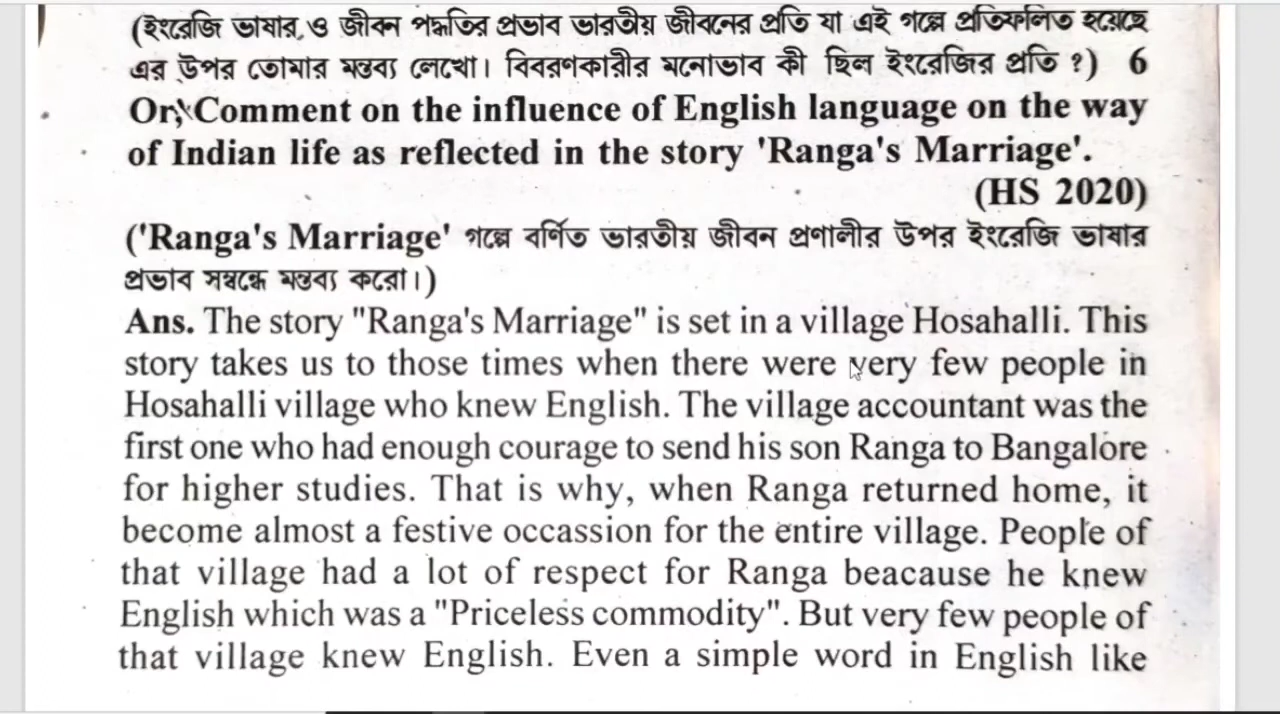 (ইংরেজি ভাষার ও জীবন পদ্ধতির প্রভাব ভারতীয় জীবনের প্রতি যা এই গল্পে প্রতিফলিত হয়েছে
এর উপর তোমার মন্তব্য লেখো। বিবরণকারীর মনোভাব কী ছিল ইংরেজির প্রতি ?) 6
Or, Comment on the influence of English language on the way
of Indian life as reflected in the story 'Ranga's Marriage'.
(HS 2020)
('Ranga's Marriage' গল্পে বর্ণিত ভারতীয় জীবন প্রণালীর উপর ইংরেজি ভাষার
প্রভাব সম্বন্ধে মন্তব্য করো।)
Ans. The story "Ranga's Marriage" is set in a village Hosahalli. This
story takes us to those times when there were very few people in
Hosahalli village who knew English. The village accountant was the
first one who had enough courage to send his son Ranga to Bangalore
for higher studies. That is why, when Ranga returned home, it
become almost a festive occassion for the entire village. People of
that village had a lot of respect for Ranga beacause he knew
English which was a "Priceless commodity". But very few people of
that village knew English. Even a simple word in English like